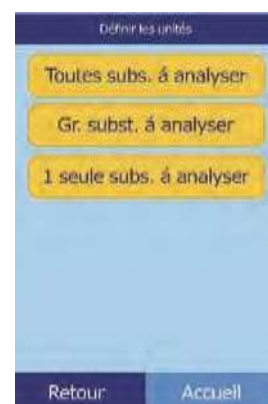 Définir les unités
Toutes subs. á analyser
Gr. subst. á analyser
1 seule subs. á analyser
Retour Accueil